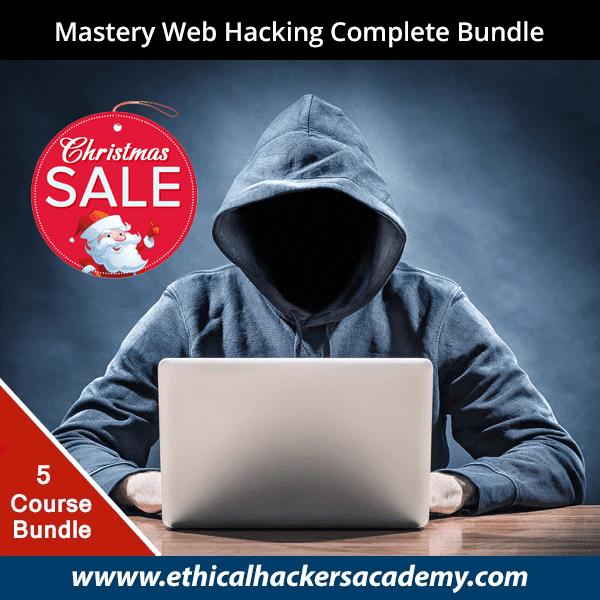 Mastery Web Hacking Complete Bundle
Christmas
SALE
5
Course
Bundle
www.ethicalhackersacademy.com